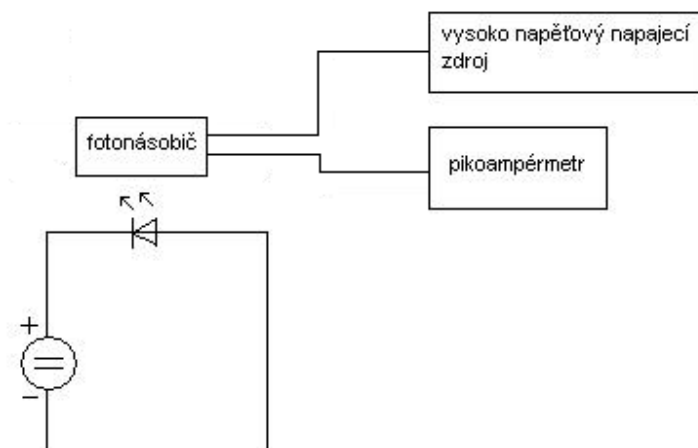 vysoko napěťový napajecí
zdroj
fotonásobič
pikoampérmetr
+
−